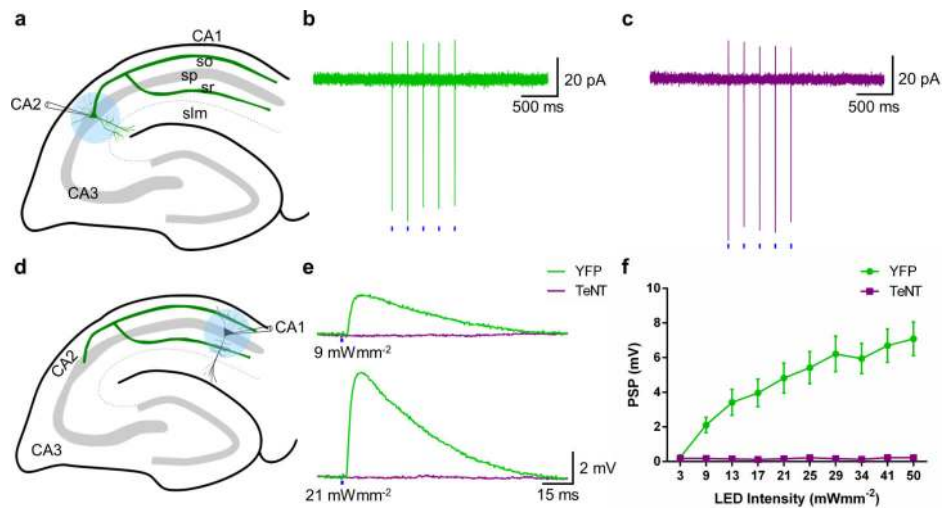 a
CA1
so
sp
sr
slm
CA2
CA3
b
20 pA
500 ms
c
20 pA
500 ms
d
CA1
CA2
CA3
e
YFP
TeNT
9 mWmm-2
21 mWmm-2
2 mV
15 ms
f
YFP
TeNT
PSP (mV)
10
8
6
4
2
0
3 9 13 17 21 25 29 34 41 50
LED Intensity (mWmm-2)